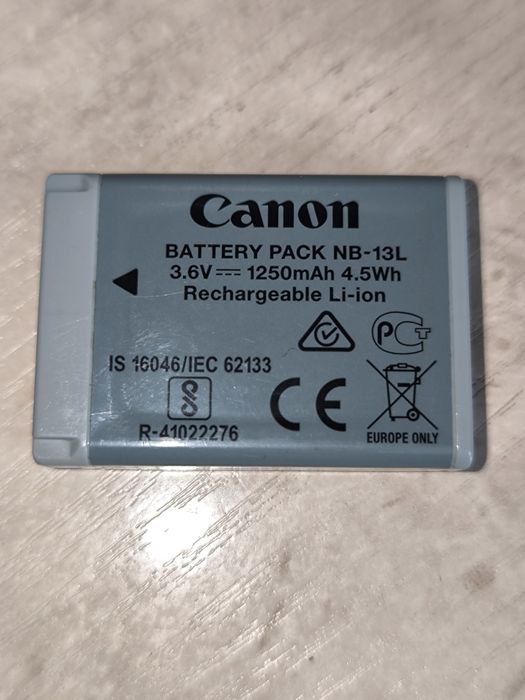 Canon
BATTERY PACK NB-13L
3.6V⎓1250mAh 4.5Wh
Rechargeable Li-ion
IS 16046/IEC 62133
R-41022276
CE
EUROPE ONLY